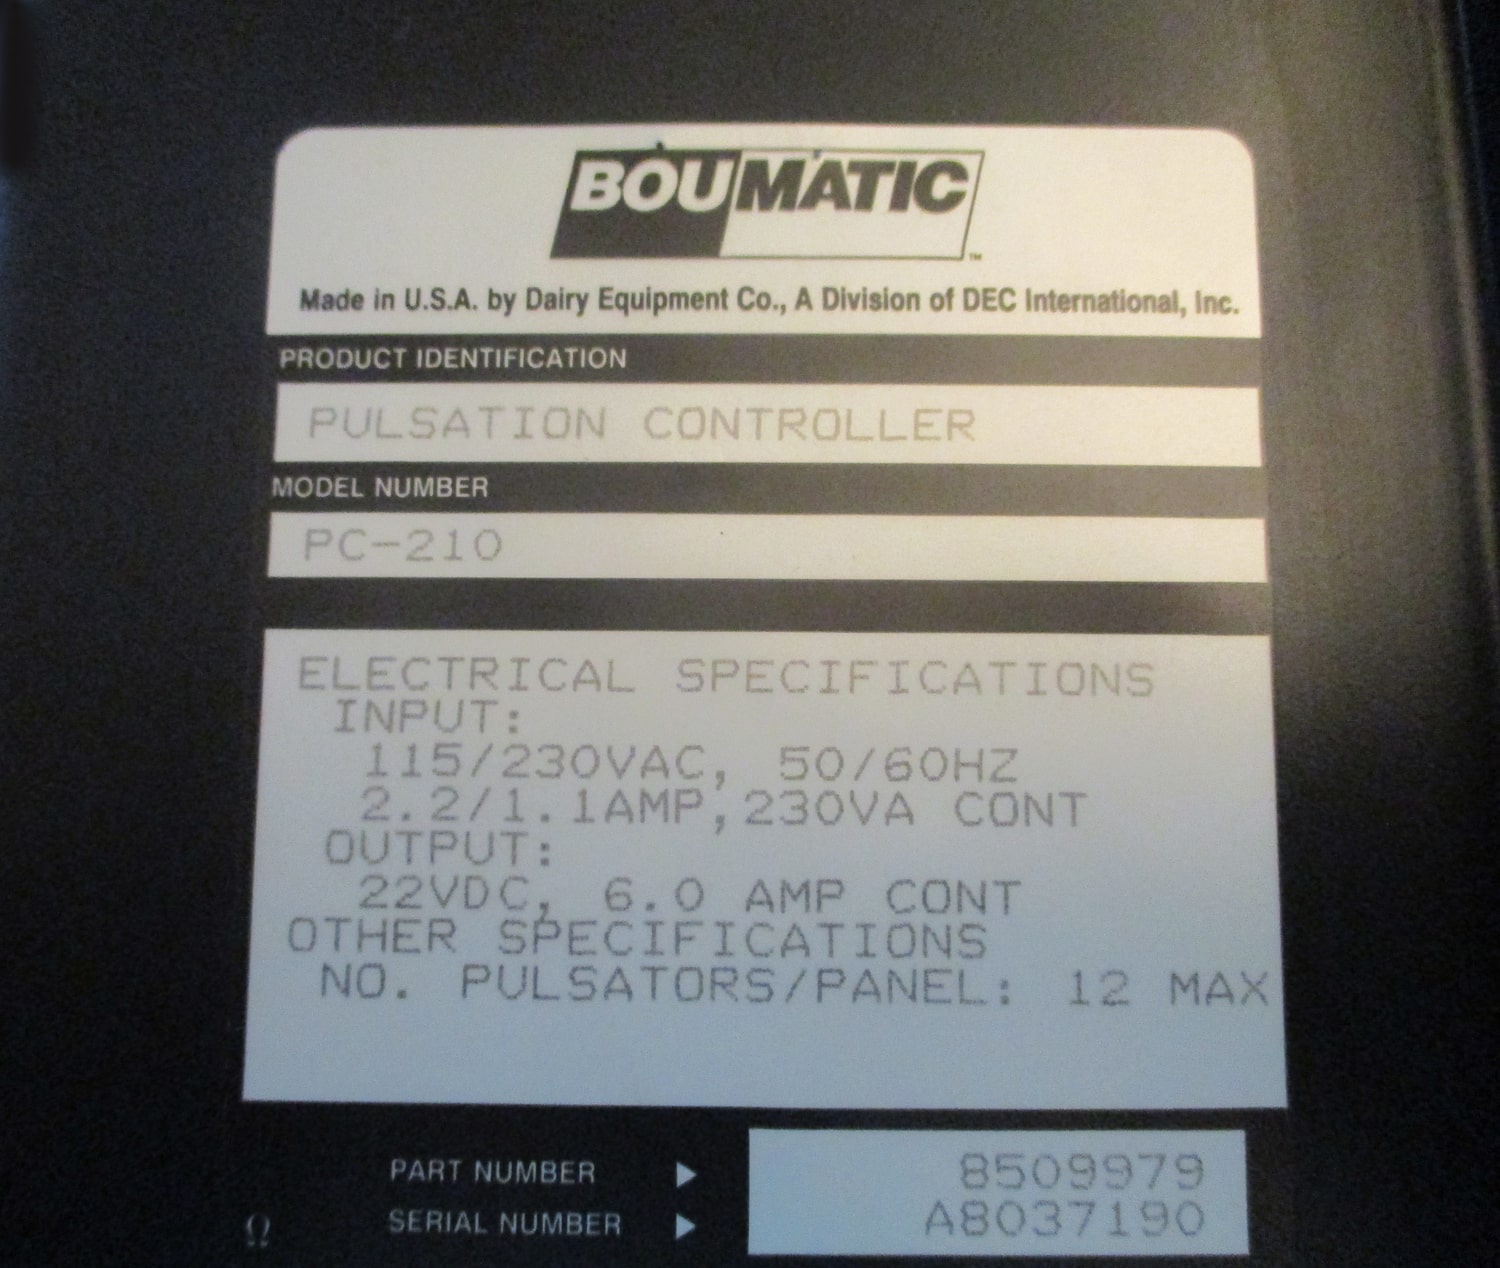 BOUMATIC™
Made in U.S.A. by Dairy Equipment Co., A Division of DEC International, Inc.
PRODUCT IDENTIFICATION
PULSATION CONTROLLER
MODEL NUMBER
PC-210
ELECTRICAL SPECIFICATIONS
INPUT:
115/230VAC, 50/60HZ
2.2/1.1AMP,230VA CONT
OUTPUT:
22VDC, 6.0 AMP CONT
OTHER SPECIFICATIONS
NO. PULSATORS/PANEL: 12 MAX
PART NUMBER ▶ 8509979
Ω SERIAL NUMBER ▶ A8037190